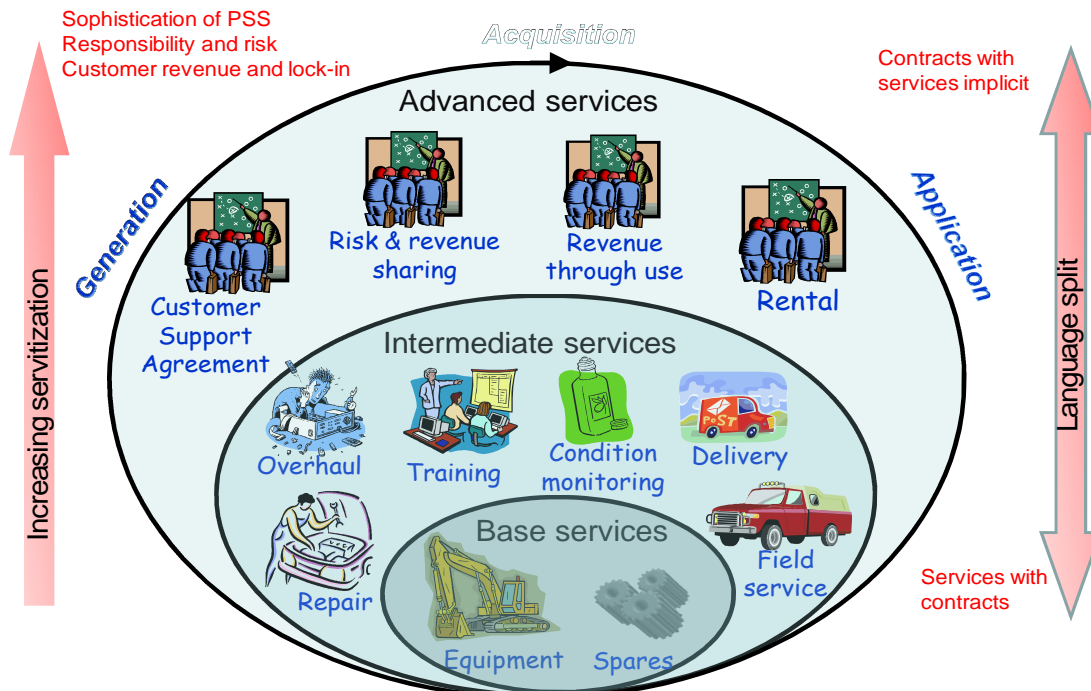 Sophistication of PSS
Responsibility and risk
Customer revenue and lock-in
Acquisition
Contracts with
services implicit
Advanced services
Generation
Application
Risk & revenue
sharing
Revenue
through use
Customer
Support
Agreement
Rental
Increasing servitization
Language split
Intermediate services
Overhaul
Training
Condition
monitoring
Delivery
POST
Base services
Repair
Field
service
Equipment
Spares
Services with
contracts